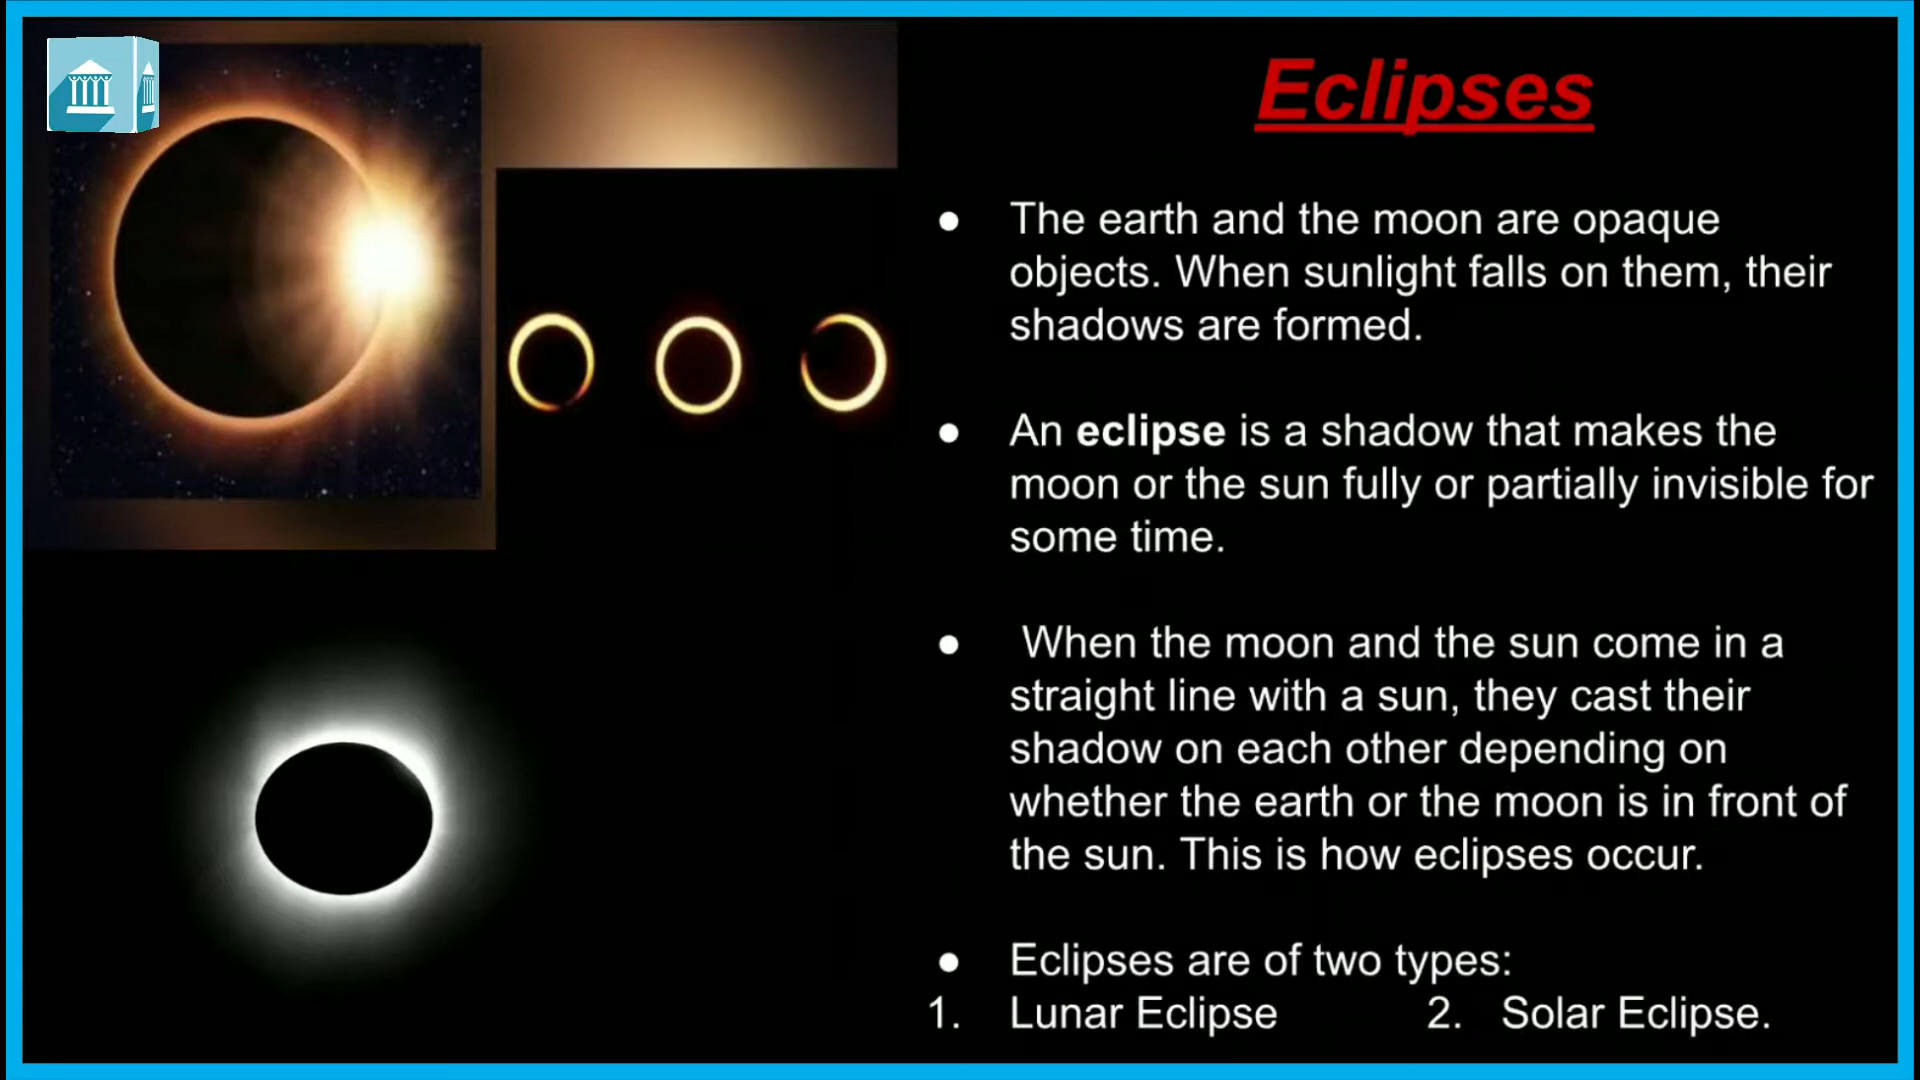 Eclipses
● The earth and the moon are opaque
objects. When sunlight falls on them, their
shadows are formed.
● An eclipse is a shadow that makes the
moon or the sun fully or partially invisible for
some time.
● When the moon and the sun come in a
straight line with a sun, they cast their
shadow on each other depending on
whether the earth or the moon is in front of
the sun. This is how eclipses occur.
● Eclipses are of two types:
1. Lunar Eclipse 2. Solar Eclipse.